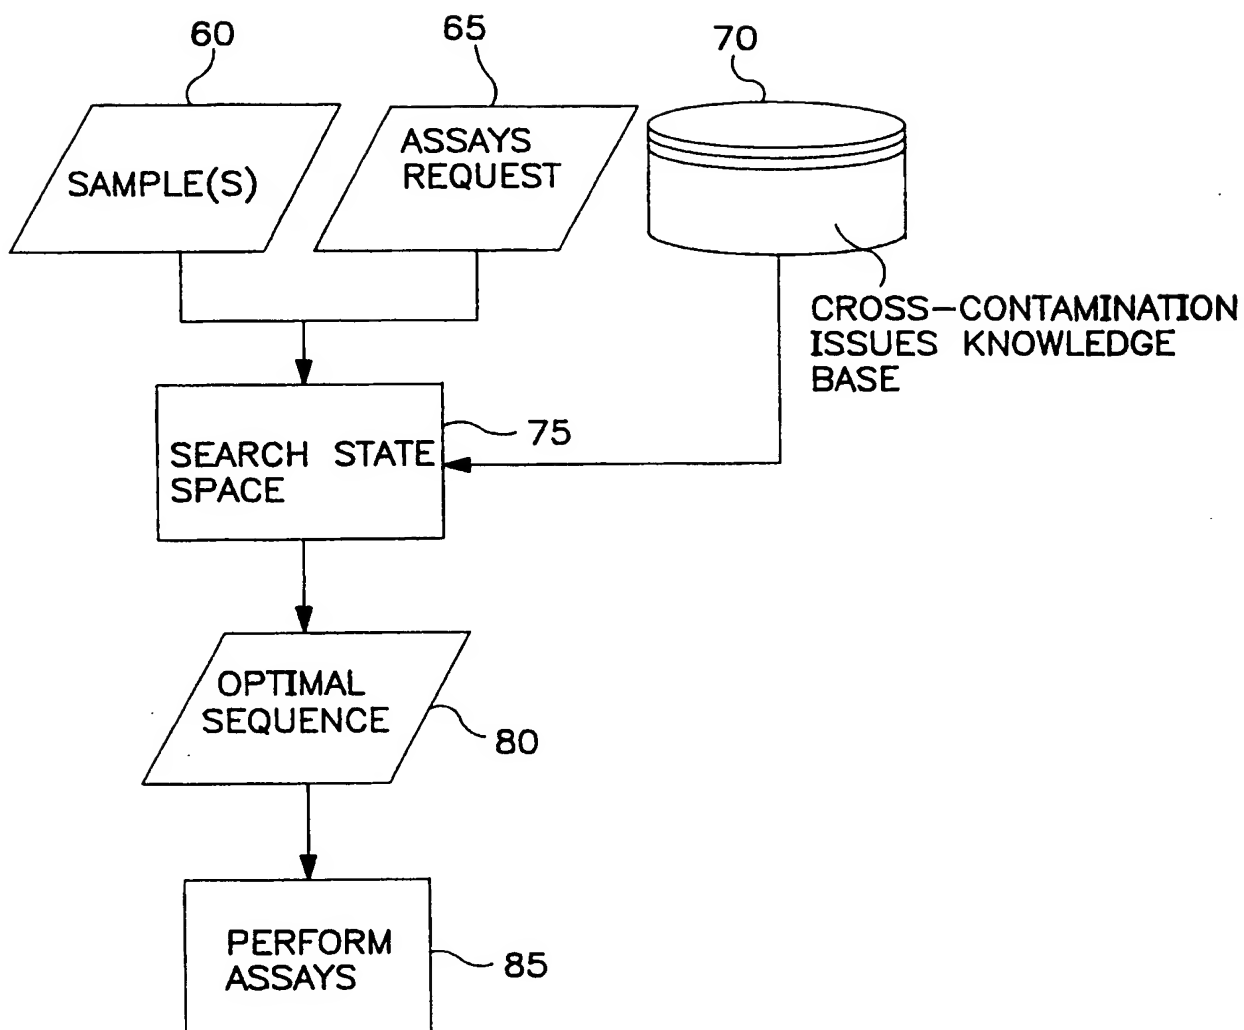 60
65
70
SAMPLE(S)
ASSAYS
REQUEST
CROSS-CONTAMINATION
ISSUES KNOWLEDGE
BASE
SEARCH STATE
SPACE
75
OPTIMAL
SEQUENCE
80
PERFORM
ASSAYS
85